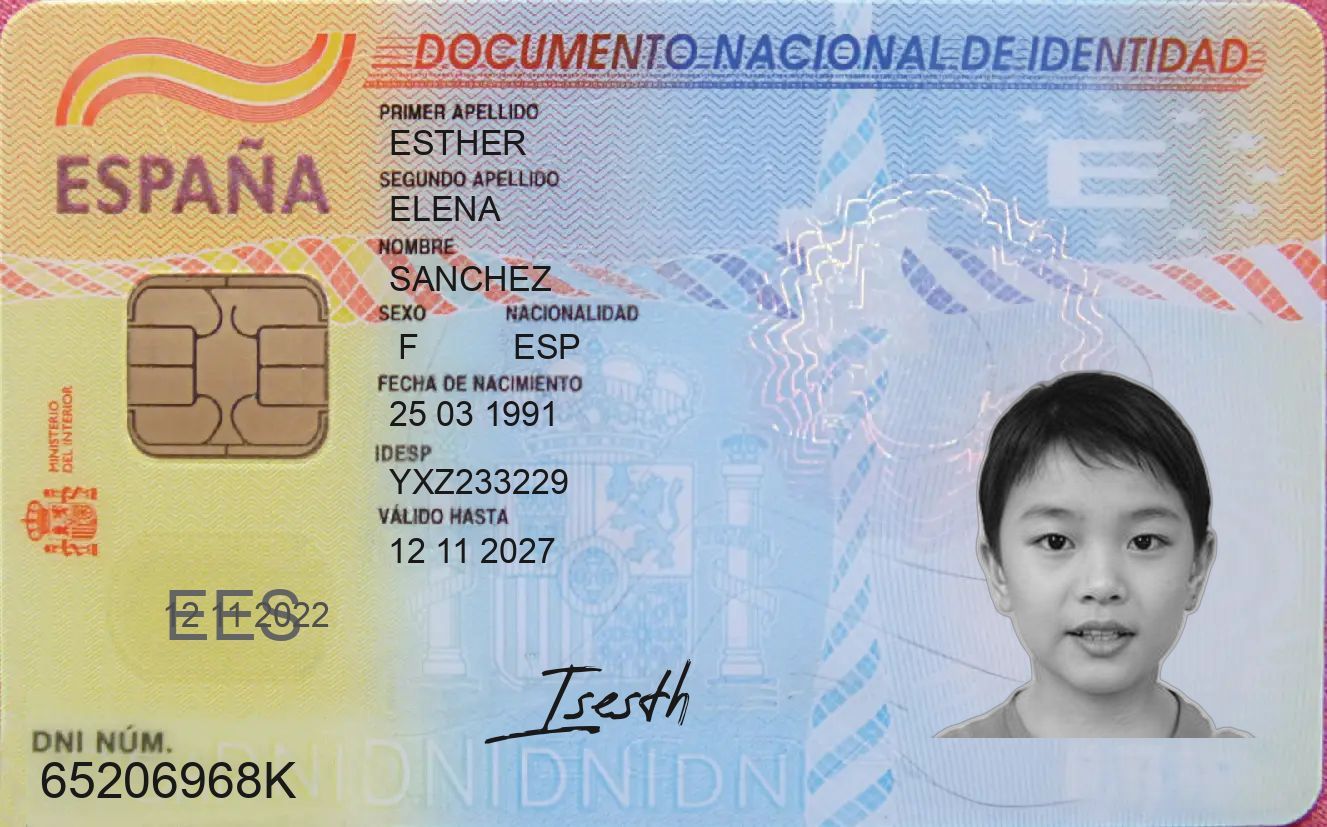 DOCUMENTO NACIONAL DE IDENTIDAD
ESPAÑA
PRIMER APELLIDO
ESTHER
SEGUNDO APELLIDO
ELENA
NOMBRE
SANCHEZ
SEXO NACIONALIDAD
F ESP
FECHA DE NACIMIENTO
25 03 1991
IDESP
YXZ233229
VÁLIDO HASTA
12 11 2027
MINISTERIO
DEL INTERIOR
E
EES
12 11 2022
Isesth
DNI NÚM.
65206968K
DNIDNIDNIDN